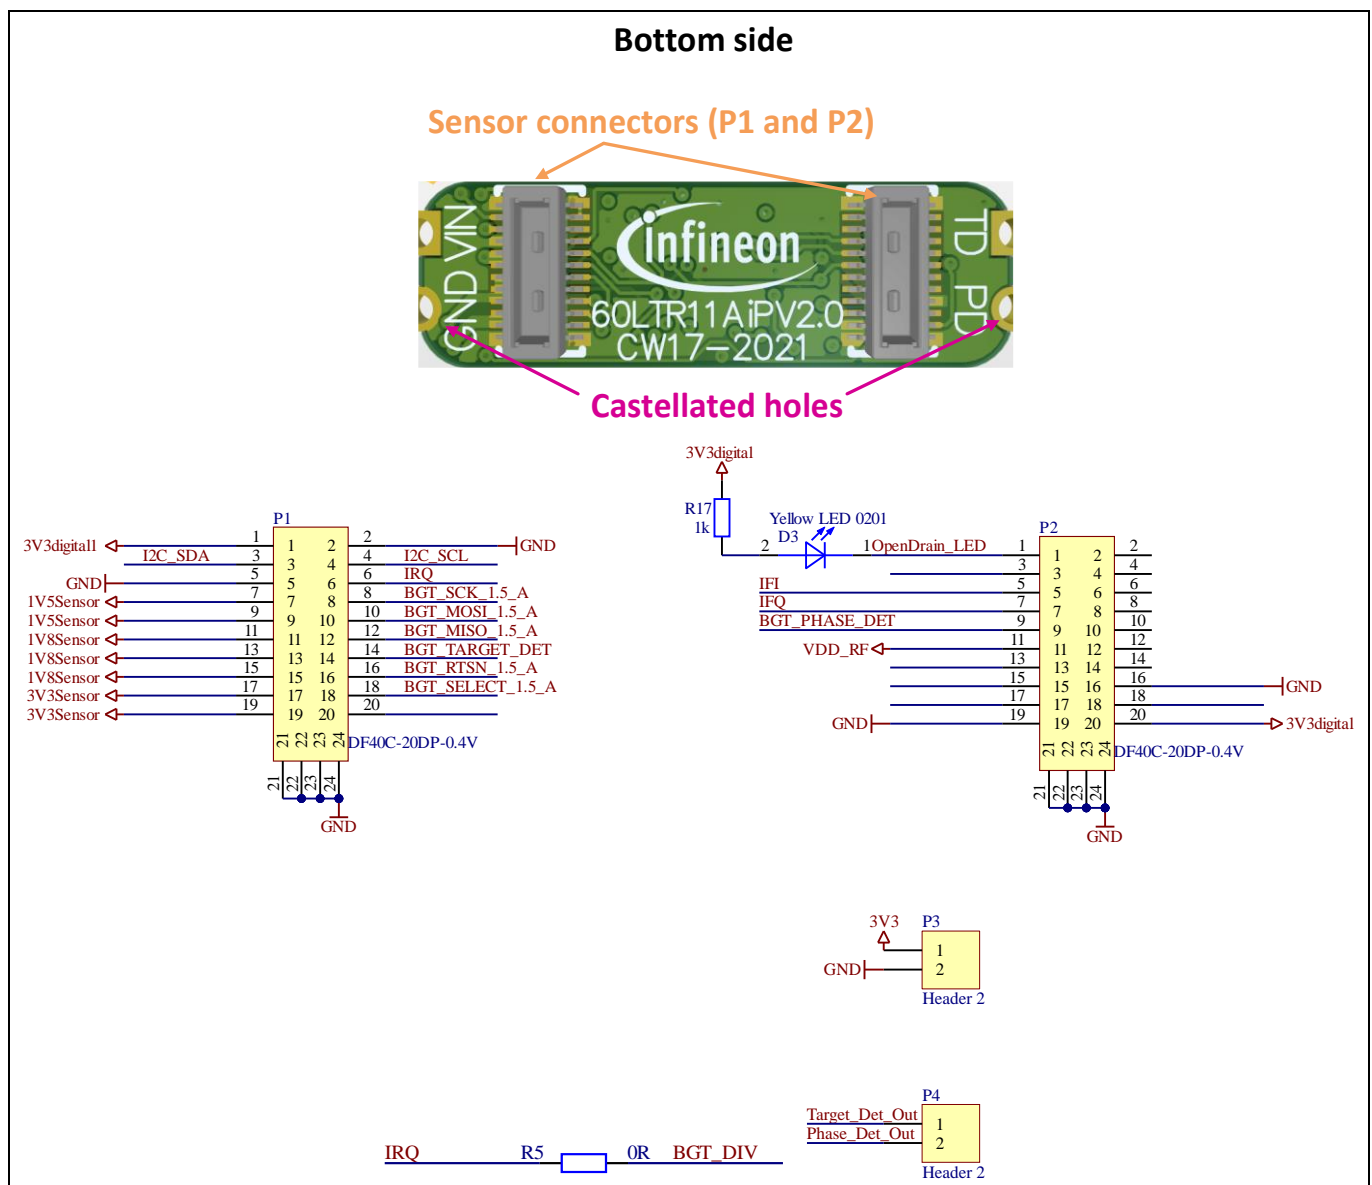 Bottom side
Sensor connectors (P1 and P2)
GND VIN
infineon
60LTR11AiPV2.0
CW17-2021
TD PD
Castellated holes
P1
3V3digital1 1 1 2 2 GND
I2C_SDA 3 3 4 4 I2C_SCL
GND 5 5 6 6 IRQ
1V5Sensor 7 7 8 8 BGT_SCK_1.5_A
1V5Sensor 9 9 10 10 BGT_MOSI_1.5_A
1V8Sensor 11 11 12 12 BGT_MISO_1.5_A
1V8Sensor 13 13 14 14 BGT_TARGET_DET
1V8Sensor 15 15 16 16 BGT_RTSN_1.5_A
3V3Sensor 17 17 18 18 BGT_SELECT_1.5_A
3V3Sensor 19 19 20 20
21 22 23 24 DF40C-20DP-0.4V
21 22 23 24
GND
3V3digital
R17
1k
Yellow LED 0201
D3
2 1 OpenDrain_LED
P2
1 1 2 2
3 3 4 4
IFI 5 5 6 6
IFQ 7 7 8 8
BGT_PHASE_DET 9 9 10 10
VDD_RF 11 11 12 12
13 13 14 14
15 15 16 16 GND
17 17 18 18
GND 19 19 20 20 3V3digital
21 22 23 24 DF40C-20DP-0.4V
21 22 23 24
GND
P3
3V3 1
GND 2
Header 2
P4
Target_Det_Out 1
Phase_Det_Out 2
Header 2
IRQ R5 0R BGT_DIV